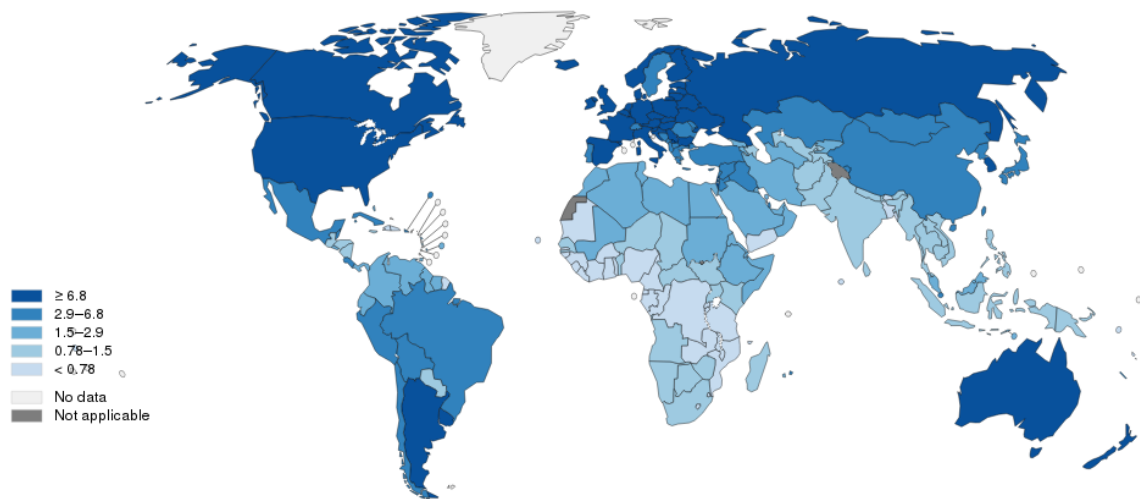 ≥ 6.8
2.9–6.8
1.5–2.9
0.78–1.5
< 0.78
No data
Not applicable